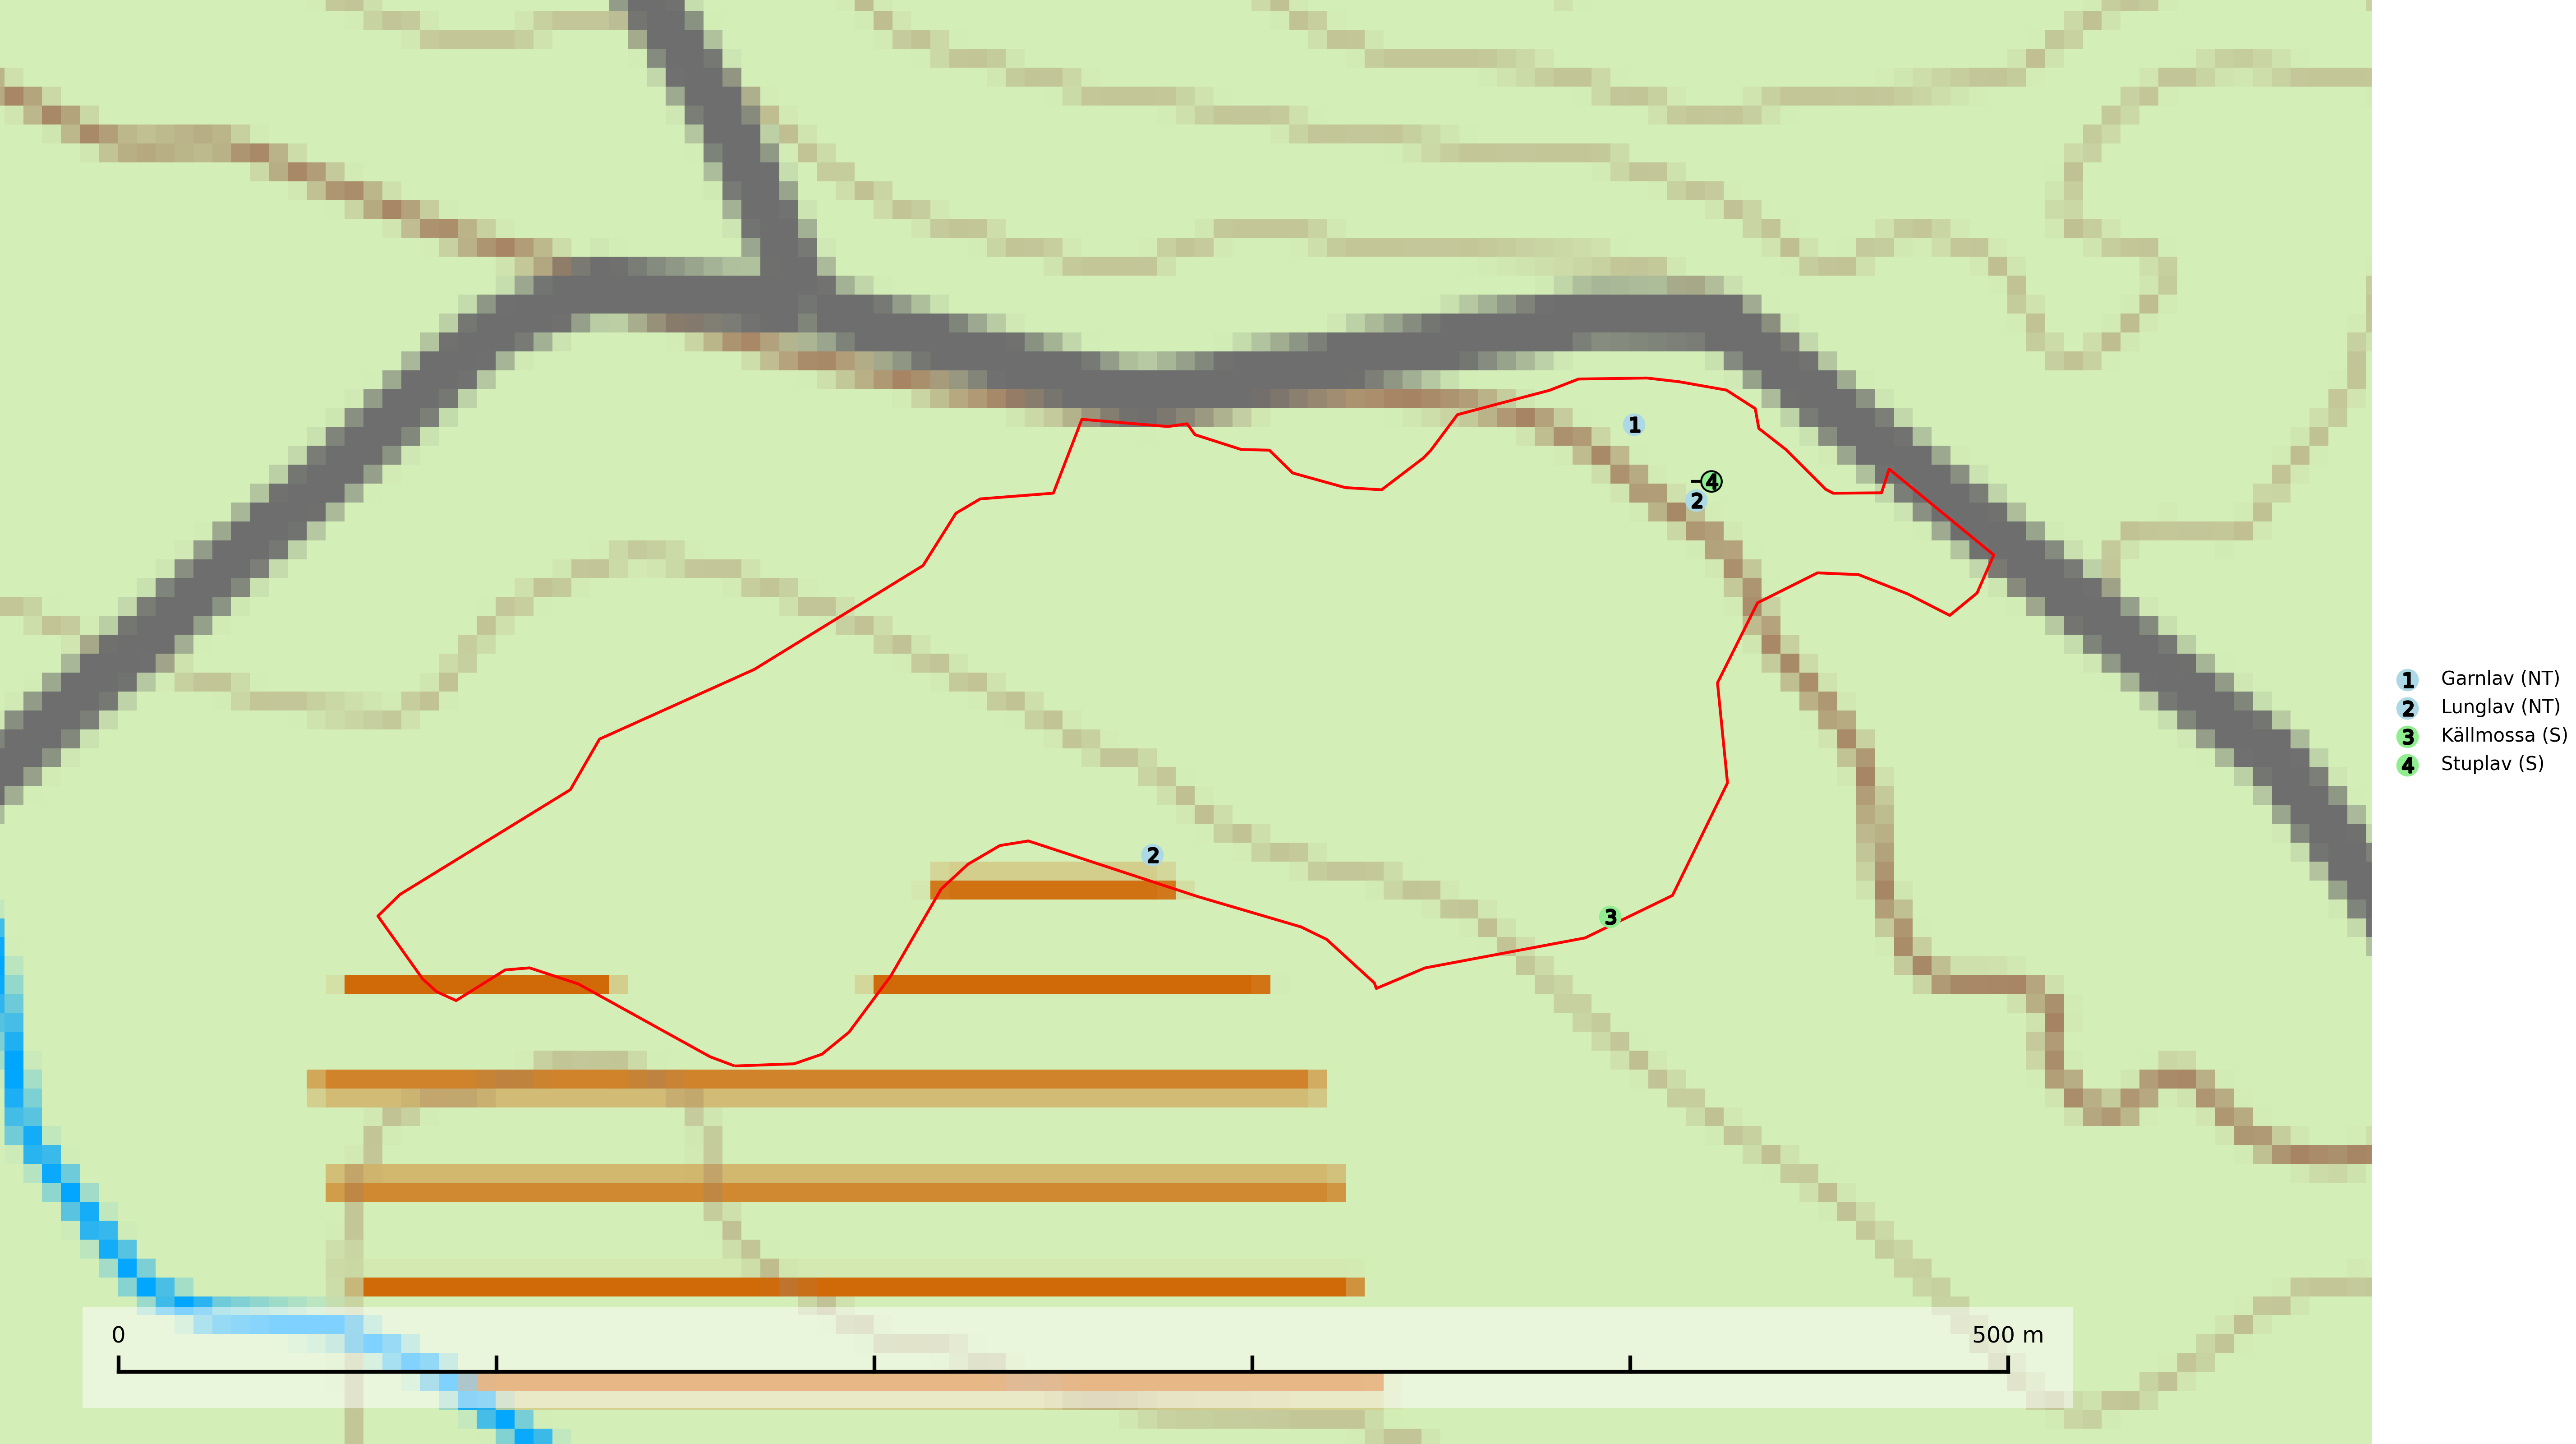 1
4
2
2
3
1 Garnlav (NT)
2 Lunglav (NT)
3 Källmossa (S)
4 Stuplav (S)
0 500 m